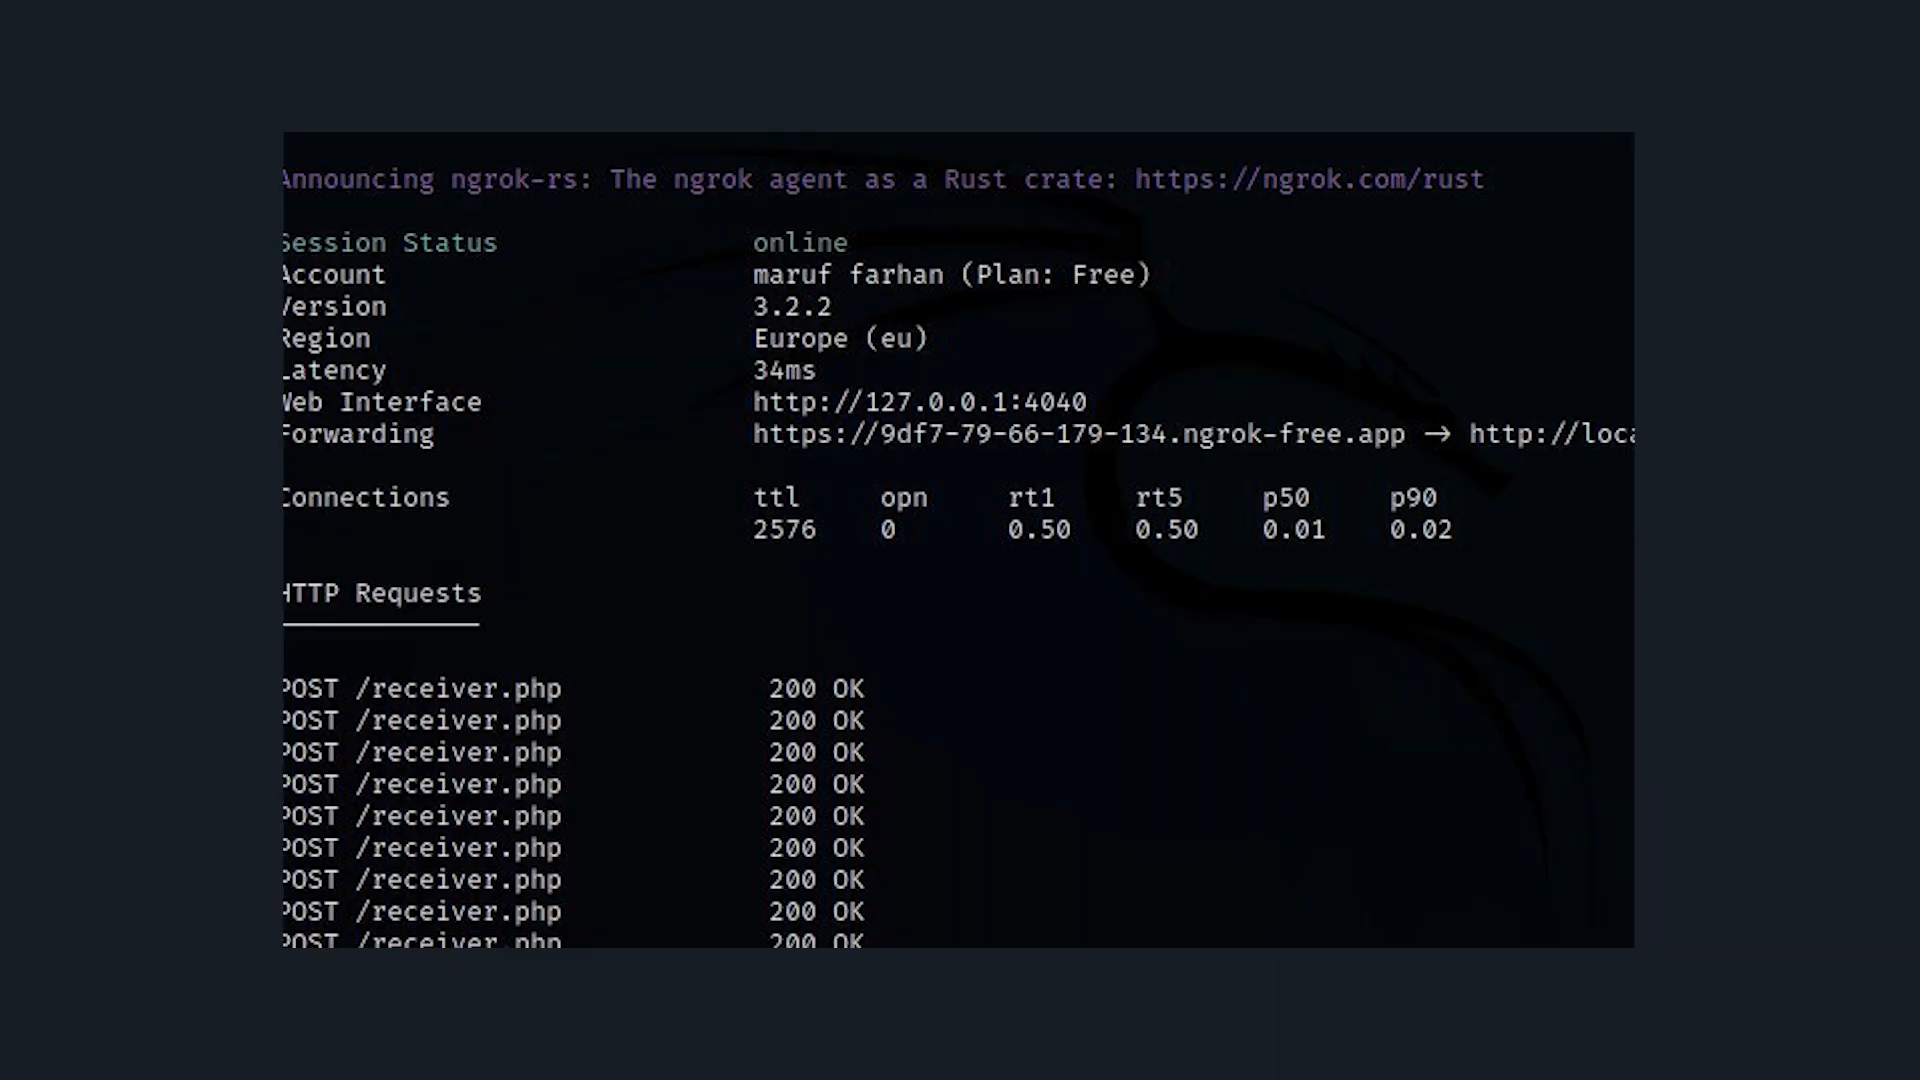 Announcing ngrok-rs: The ngrok agent as a Rust crate: https://ngrok.com/rust
Session Status online
Account maruf farhan (Plan: Free)
Version 3.2.2
Region Europe (eu)
Latency 34ms
Web Interface http://127.0.0.1:4040
Forwarding https://9df7-79-66-179-134.ngrok-free.app → http://loca
Connections ttl opn rt1 rt5 p50 p90
2576 0 0.50 0.50 0.01 0.02
HTTP Requests
POST /receiver.php 200 OK
POST /receiver.php 200 OK
POST /receiver.php 200 OK
POST /receiver.php 200 OK
POST /receiver.php 200 OK
POST /receiver.php 200 OK
POST /receiver.php 200 OK
POST /receiver.php 200 OK
POST /receiver.php 200 OK